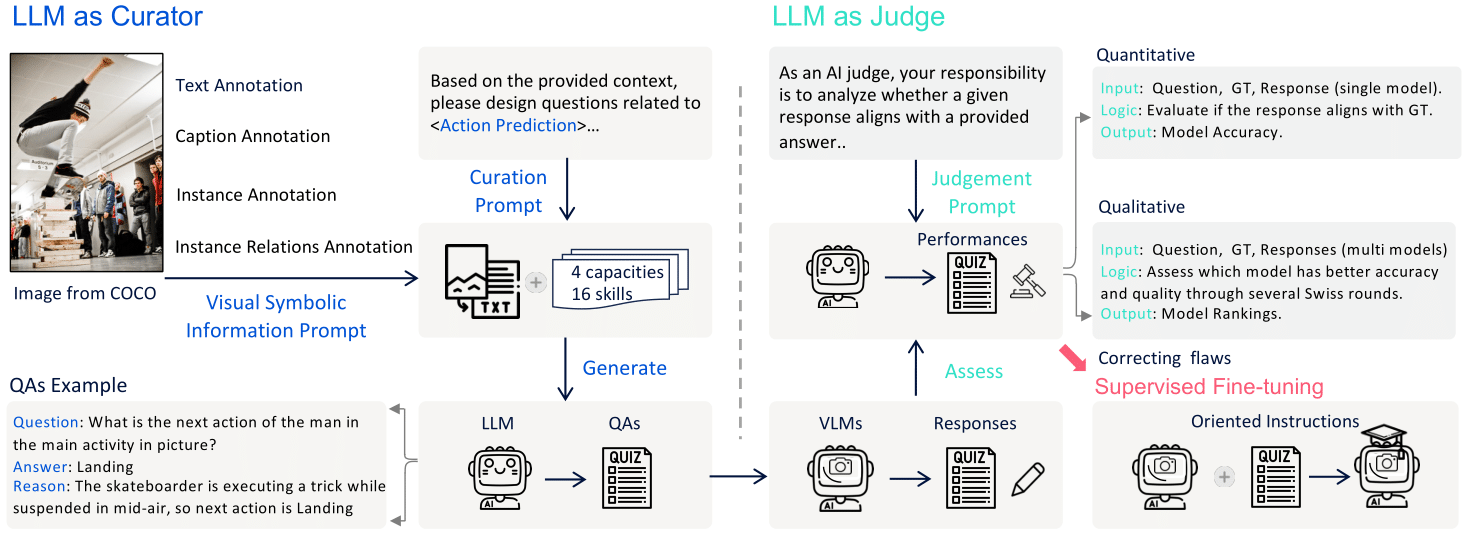 LLM as Curator
Text Annotation
Caption Annotation
Instance Annotation
Instance Relations Annotation
Image from COCO
Visual Symbolic
Information Prompt
Based on the provided context,
please design questions related to
<Action Prediction>...
Curation
Prompt
TXT
4 capacities
16 skills
Generate
QAs Example
Question: What is the next action of the man in
the main activity in picture?
Answer: Landing
Reason: The skateboarder is executing a trick while
suspended in mid-air, so next action is Landing
LLM
QAs
AI
QUIZ
LLM as Judge
As an AI judge, your responsibility
is to analyze whether a given
response aligns with a provided
answer..
Judgement
Prompt
Performances
AI
QUIZ
Assess
VLMs
Responses
AI
QUIZ
Quantitative
Input: Question, GT, Response (single model).
Logic: Evaluate if the response aligns with GT.
Output: Model Accuracy.
Qualitative
Input: Question, GT, Responses (multi models)
Logic: Assess which model has better accuracy
and quality through several Swiss rounds.
Output: Model Rankings.
Correcting flaws
Supervised Fine-tuning
Oriented Instructions
AI
QUIZ
AI